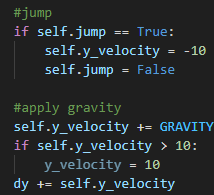 #jump
if self.jump == True:
    self.y_velocity = -10
    self.jump = False

#apply gravity
self.y_velocity += GRAVITY
if self.y_velocity > 10:
    y_velocity = 10
dy += self.y_velocity